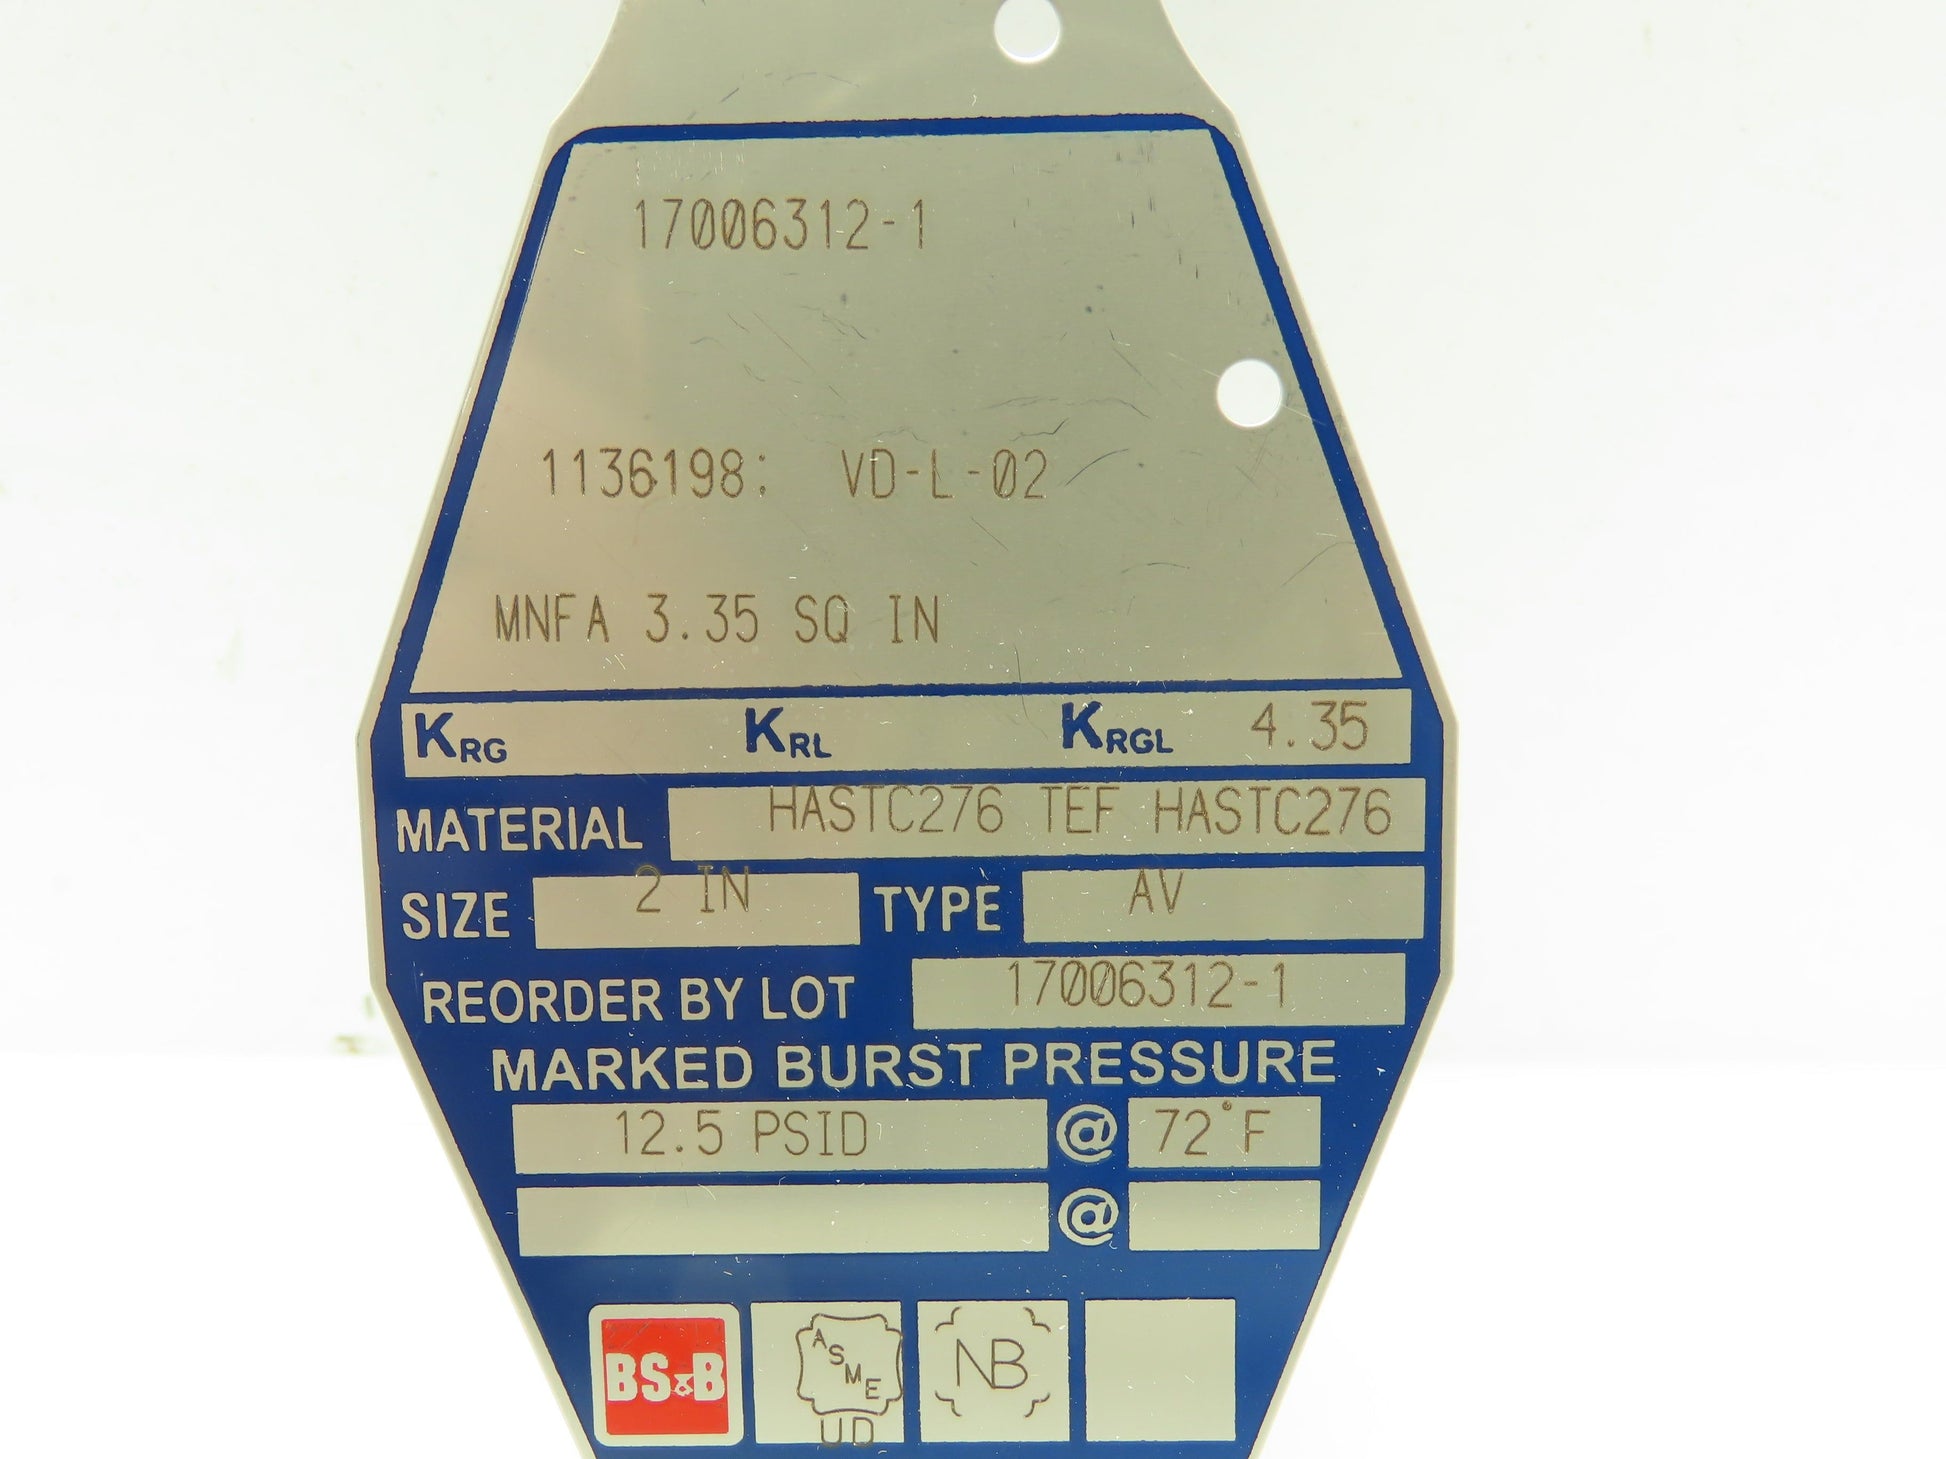 17006312-1
1136198: VD-L-02
MNFA 3.35 SQ IN
KRG KRL KRGL 4.35
MATERIAL HASTC276 TEF HASTC276
SIZE 2 IN TYPE AV
REORDER BY LOT 17006312-1
MARKED BURST PRESSURE
12.5 PSID @ 72°F
@
BS&B ASME UD NB